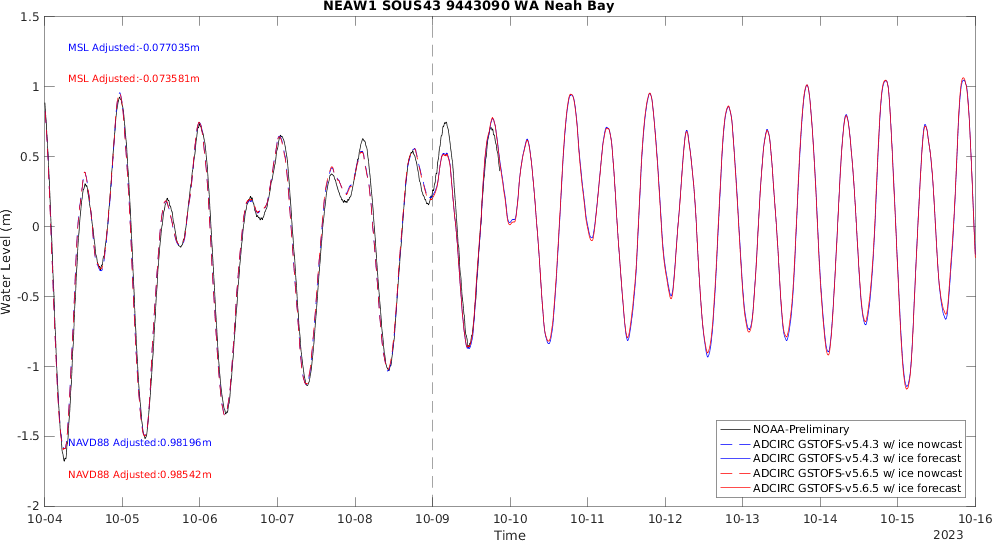 NEAW1 SOUS43 9443090 WA Neah Bay
1.5
MSL Adjusted:-0.077035m
MSL Adjusted:-0.073581m
1
0.5
0
-0.5
-1
-1.5
-2
Water Level (m)
NAVD88 Adjusted:0.98196m
NAVD88 Adjusted:0.98542m
NOAA-Preliminary
ADCIRC GSTOFS-v5.4.3 w/ ice nowcast
ADCIRC GSTOFS-v5.4.3 w/ ice forecast
ADCIRC GSTOFS-v5.6.5 w/ ice nowcast
ADCIRC GSTOFS-v5.6.5 w/ ice forecast
10-04 10-05 10-06 10-07 10-08 10-09 10-10 10-11 10-12 10-13 10-14 10-15 10-16
Time
2023